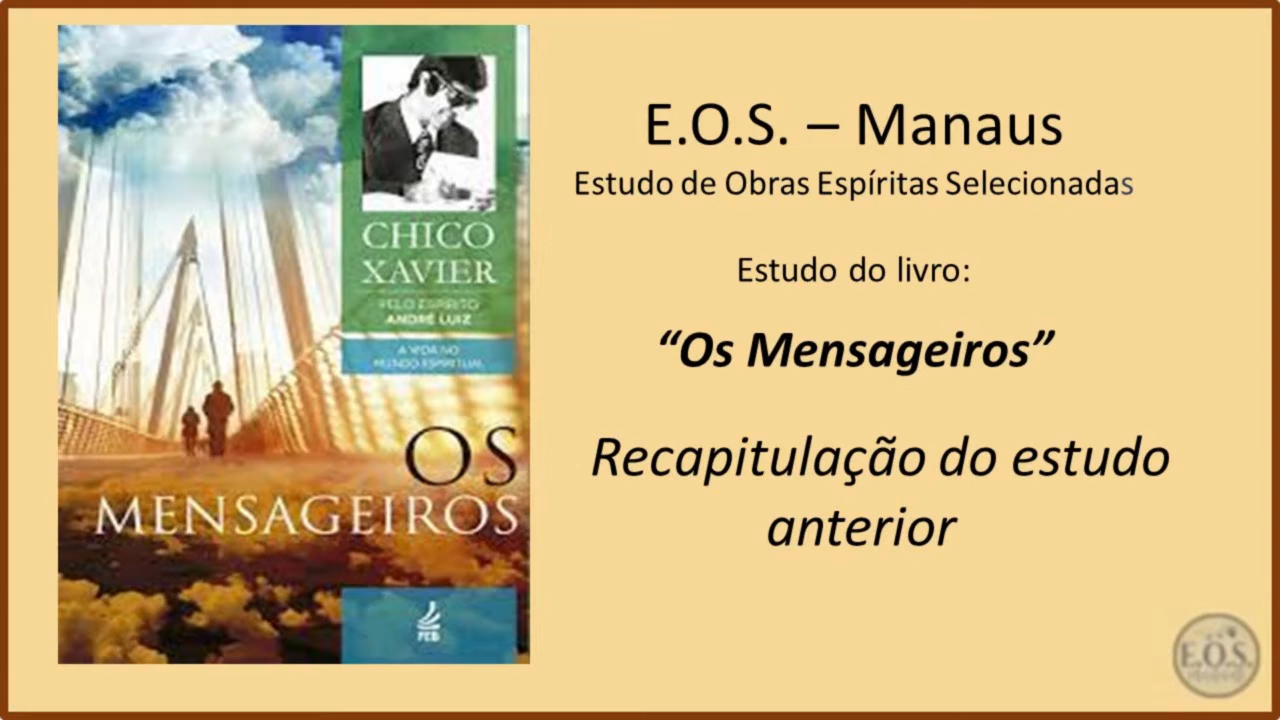 CHICO
XAVIER
PELO ESPÍRITO
ANDRÉ LUIZ
A VIDA NO
MUNDO ESPIRITUAL
OS
MENSAGEIROS
FEB
E.O.S. – Manaus
Estudo de Obras Espíritas Selecionadas
Estudo do livro:
“Os Mensageiros”
Recapitulação do estudo
anterior
E.O.S.